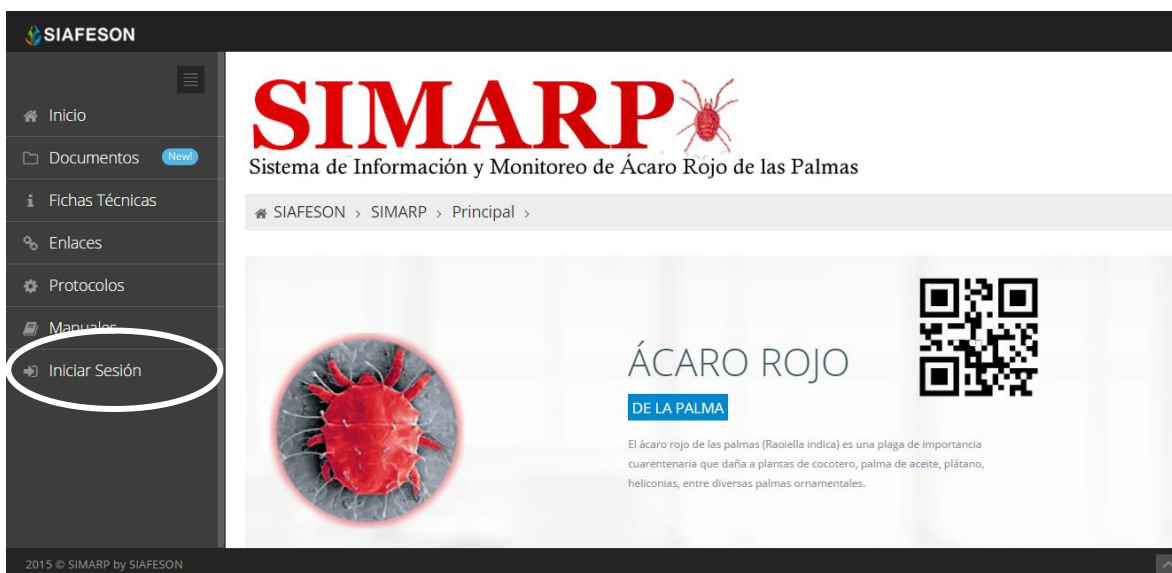 SIAFESON
Inicio
Documentos New!
Fichas Técnicas
Enlaces
Protocolos
Manuales
Iniciar Sesión
SIMARP
Sistema de Información y Monitoreo de Ácaro Rojo de las Palmas
SIAFESON > SIMARP > Principal >
ÁCARO ROJO
DE LA PALMA
El ácaro rojo de las palmas (Raoiella indica) es una plaga de importancia
cuarentenaria que daña a plantas de cocotero, palma de aceite, plátano,
heliconias, entre diversas palmas ornamentales.
2015 © SIMARP by SIAFESON